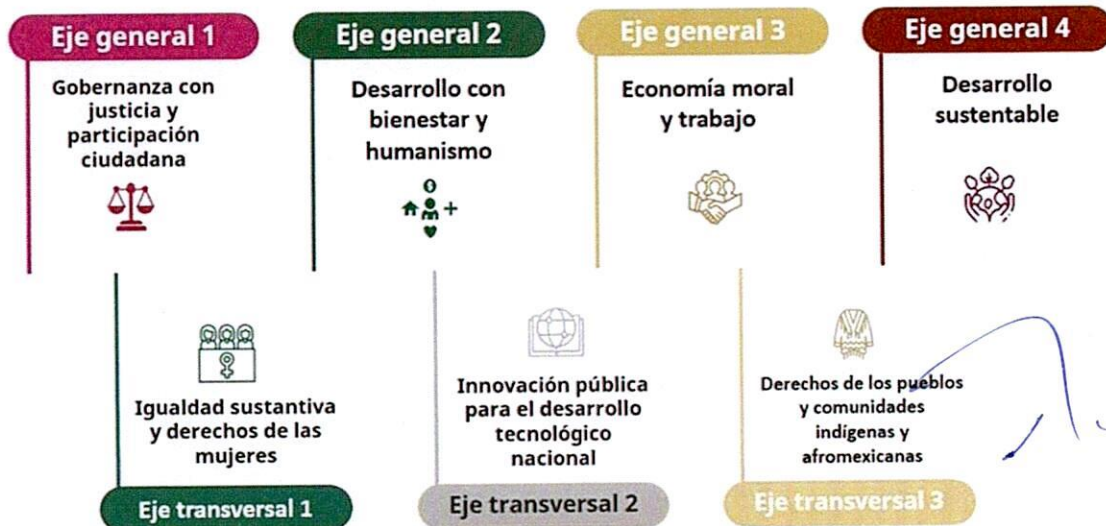 Eje general 1
Gobernanza con
justicia y
participación
ciudadana
Eje general 2
Desarrollo con
bienestar y
humanismo
Eje general 3
Economía moral
y trabajo
Eje general 4
Desarrollo
sustentable
Igualdad sustantiva
y derechos de las
mujeres
Eje transversal 1
Innovación pública
para el desarrollo
tecnológico
nacional
Eje transversal 2
Derechos de los pueblos
y comunidades
indígenas y
afromexicanas
Eje transversal 3